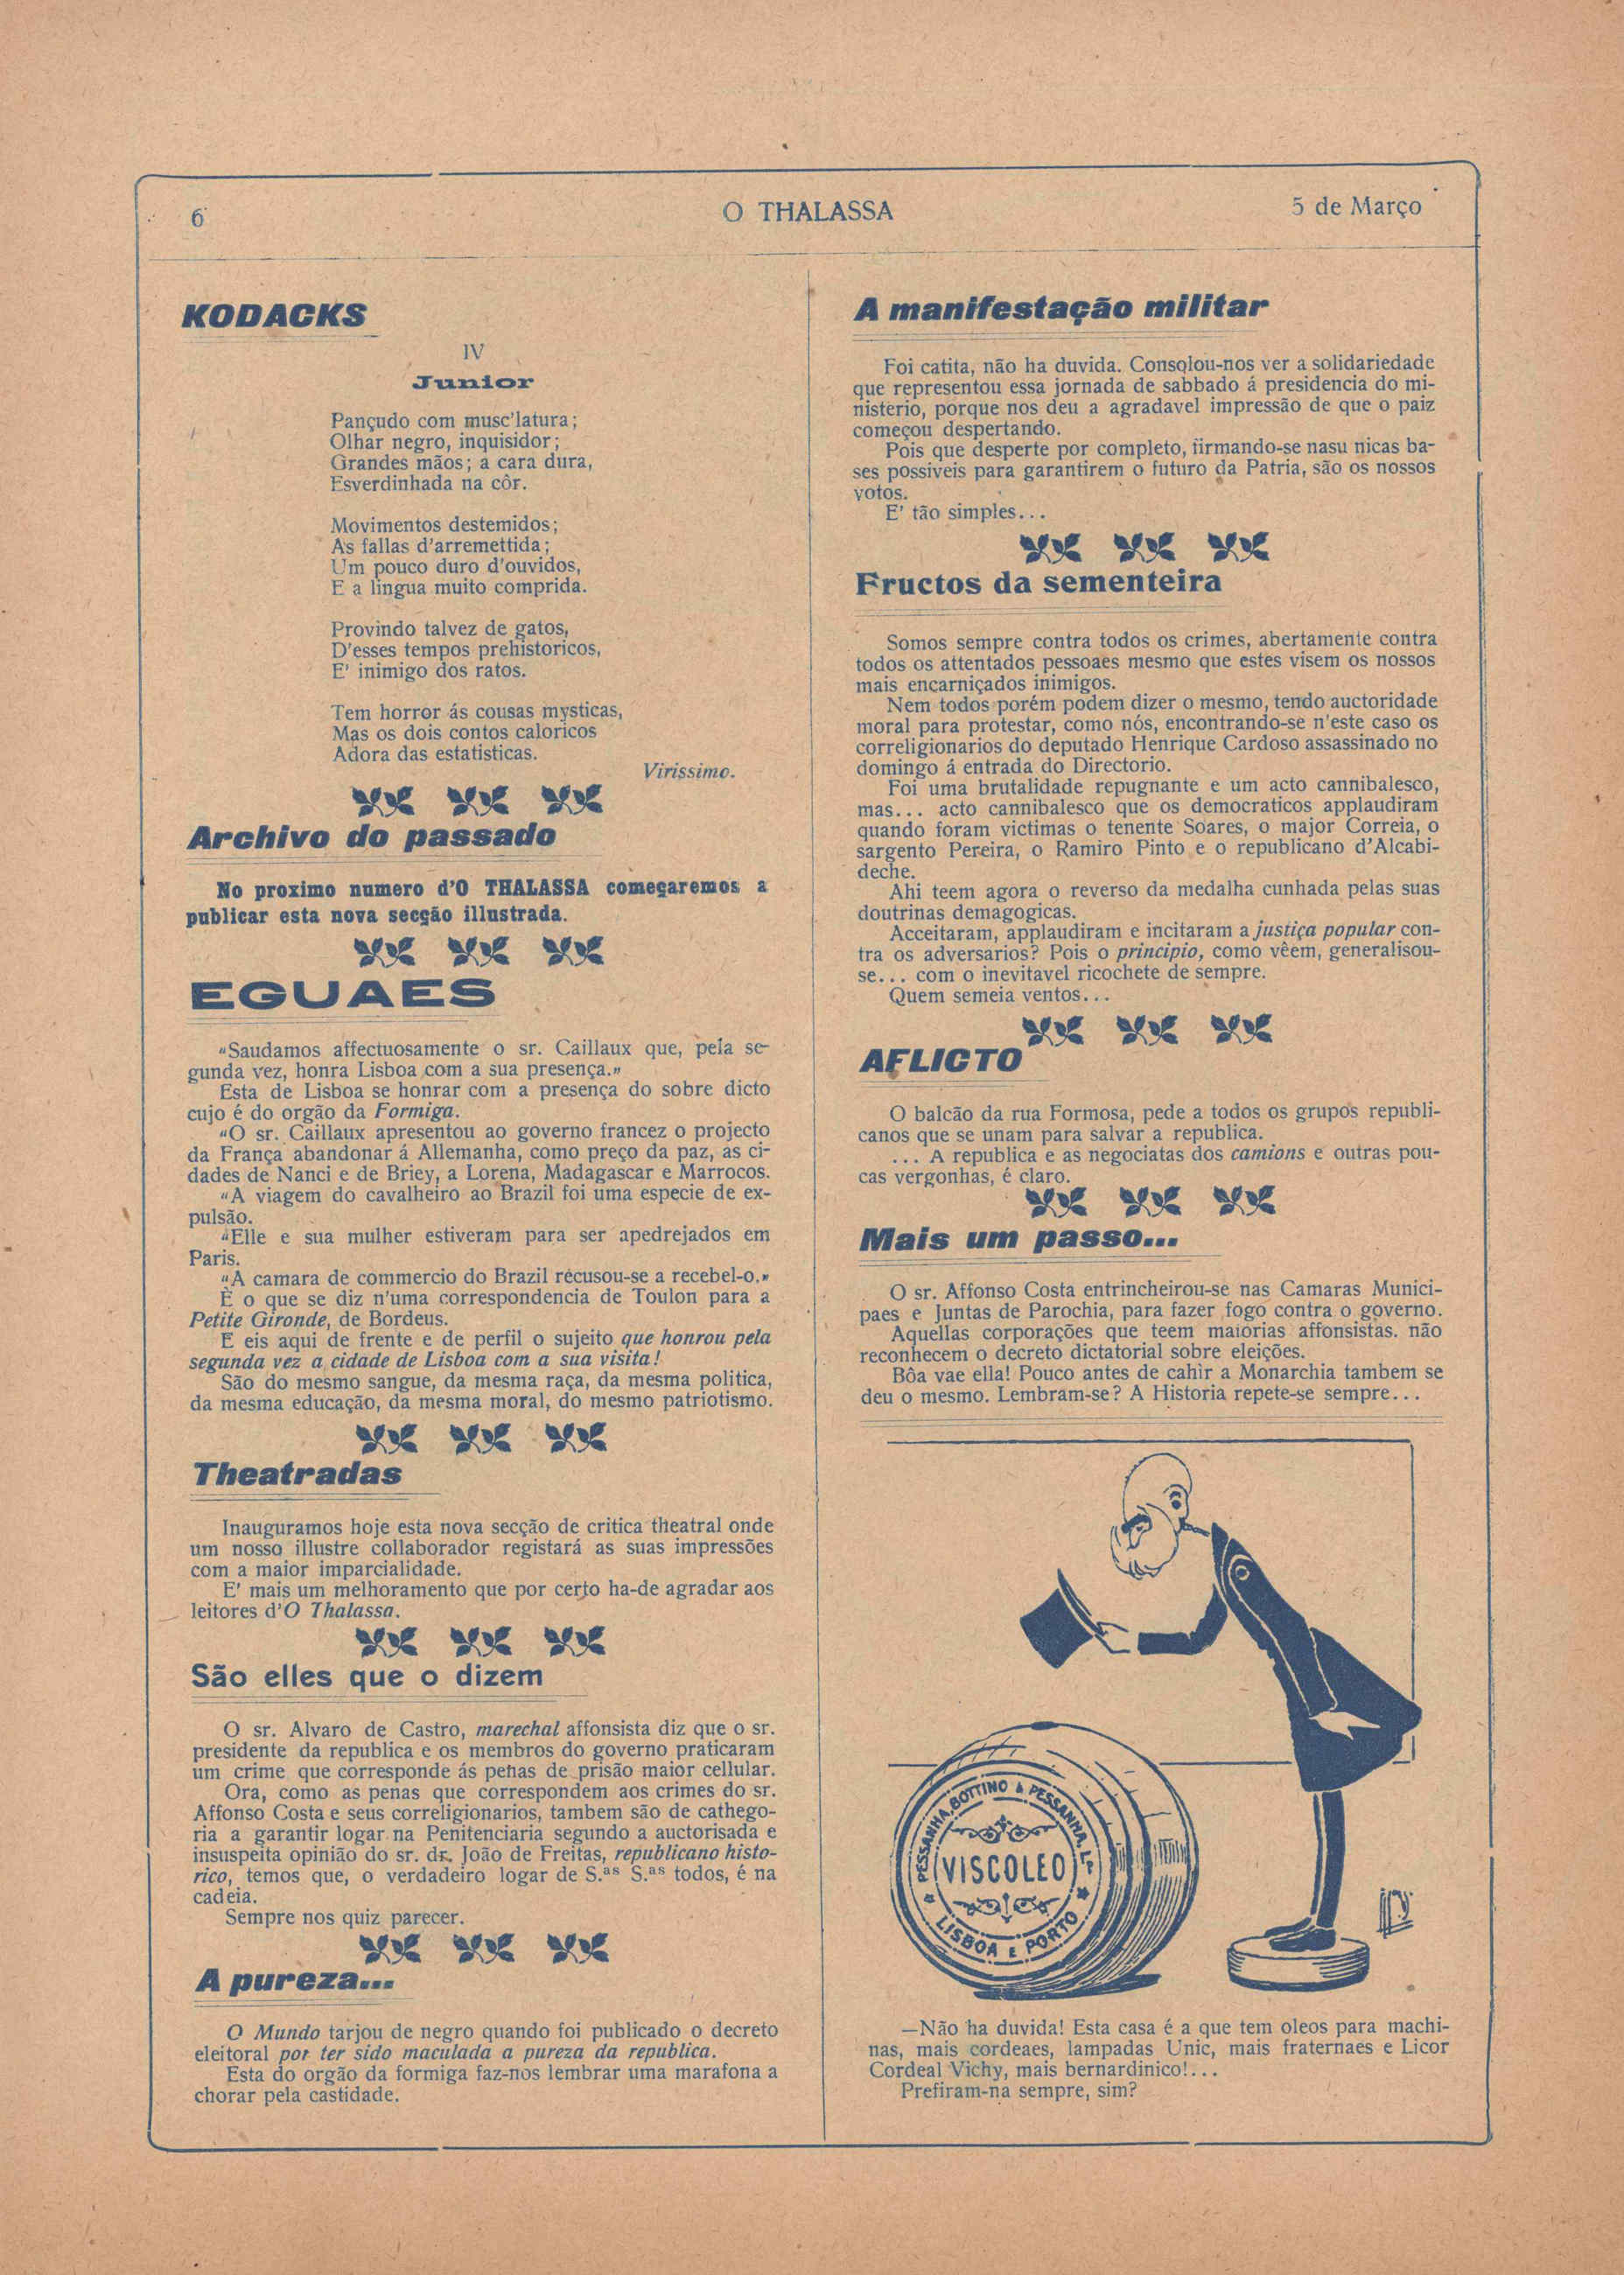 6
O THALASSA
5 de Março
KODACKS
IV
Junior
Pançudo com musc'latura;
Olhar negro, inquisidor;
Grandes mãos; a cara dura,
Esverdinhada na côr.
Movimentos destemidos;
As fallas d'arremettida;
Um pouco duro d'ouvidos,
E a lingua muito comprida.
Provindo talvez de gatos,
D'esses tempos prehistoricos,
E' inimigo dos ratos.
Tem horror ás cousas mysticas,
Mas os dois contos caloricos
Adora das estatisticas.
Virissimo.
Archivo do passado
No proximo numero d'O THALASSA começaremos a
publicar esta nova secção illustrada.
EGUAES
«Saudamos affectuosamente o sr. Caillaux que, pela se-
gunda vez, honra Lisboa com a sua presença.»
Esta de Lisboa se honrar com a presença do sobre dicto
cujo é do orgão da Formiga.
«O sr. Caillaux apresentou ao governo francez o projecto
da França abandonar á Allemanha, como preço da paz, as ci-
dades de Nanci e de Briey, a Lorena, Madagascar e Marrocos.
«A viagem do cavalheiro ao Brazil foi uma especie de ex-
pulsão.
«Elle e sua mulher estiveram para ser apedrejados em
Paris.
«A camara de commercio do Brazil recusou-se a recebel-o.»
È o que se diz n'uma correspondencia de Toulon para a
Petite Gironde, de Bordeus.
E eis aqui de frente e de perfil o sujeito que honrou pela
segunda vez a cidade de Lisboa com a sua visita!
São do mesmo sangue, da mesma raça, da mesma politica,
da mesma educação, da mesma moral, do mesmo patriotismo.
Theatradas
Inauguramos hoje esta nova secção de critica theatral onde
um nosso illustre collaborador registará as suas impressões
com a maior imparcialidade.
E' mais um melhoramento que por certo ha-de agradar aos
leitores d'O Thalassa.
São elles que o dizem
O sr. Alvaro de Castro, marechal affonsista diz que o sr.
presidente da republica e os membros do governo praticaram
um crime que corresponde ás penas de prisão maior cellular.
Ora, como as penas que correspondem aos crimes do sr.
Affonso Costa e seus correligionarios, tambem são de cathego-
ria a garantir logar na Penitenciaria segundo a auctorisada e
insuspeita opinião do sr. dr. João de Freitas, republicano histo-
rico, temos que, o verdadeiro logar de S.as S.as todos, é na
cadeia.
Sempre nos quiz parecer.
A pureza...
O Mundo tarjou de negro quando foi publicado o decreto
eleitoral por ter sido maculada a pureza da republica.
Esta do orgão da formiga faz-nos lembrar uma marafona a
chorar pela castidade.
A manifestação militar
Foi catita, não ha duvida. Consolou-nos ver a solidariedade
que representou essa jornada de sabbado á presidencia do mi-
nisterio, porque nos deu a agradavel impressão de que o paiz
começou despertando.
Pois que desperte por completo, firmando-se nasu nicas ba-
ses possiveis para garantirem o futuro da Patria, são os nossos
votos.
E' tão simples...
Fructos da sementeira
Somos sempre contra todos os crimes, abertamente contra
todos os attentados pessoaes mesmo que estes visem os nossos
mais encarniçados inimigos.
Nem todos porém podem dizer o mesmo, tendo auctoridade
moral para protestar, como nós, encontrando-se n'este caso os
correligionarios do deputado Henrique Cardoso assassinado no
domingo á entrada do Directorio.
Foi uma brutalidade repugnante e um acto cannibalesco,
mas... acto cannibalesco que os democraticos applaudiram
quando foram victimas o tenente Soares, o major Correia, o
sargento Pereira, o Ramiro Pinto e o republicano d'Alcabi-
deche.
Ahi teem agora o reverso da medalha cunhada pelas suas
doutrinas demagogicas.
Acceitaram, applaudiram e incitaram a justiça popular con-
tra os adversarios? Pois o principio, como vêem, generalisou-
se... com o inevitavel ricochete de sempre.
Quem semeia ventos...
AFLICTO
O balcão da rua Formosa, pede a todos os grupos republi-
canos que se unam para salvar a republica.
... A republica e as negociatas dos camions e outras pou-
cas vergonhas, é claro.
Mais um passo...
O sr. Affonso Costa entrincheirou-se nas Camaras Munici-
paes e Juntas de Parochia, para fazer fogo contra o governo.
Aquellas corporações que teem maiorias affonsistas. não
reconhecem o decreto dictatorial sobre eleições.
Bôa vae ella! Pouco antes de cahir a Monarchia tambem se
deu o mesmo. Lembram-se? A Historia repete-se sempre...
PESSANHA, BOTTINO & PESSANHA, L.da
VISCOLEO
LISBOA E PORTO
—Não ha duvida! Esta casa é a que tem oleos para machi-
nas, mais cordeaes, lampadas Unic, mais fraternaes e Licor
Cordeal Vichy, mais bernardinico!...
Prefiram-na sempre, sim?